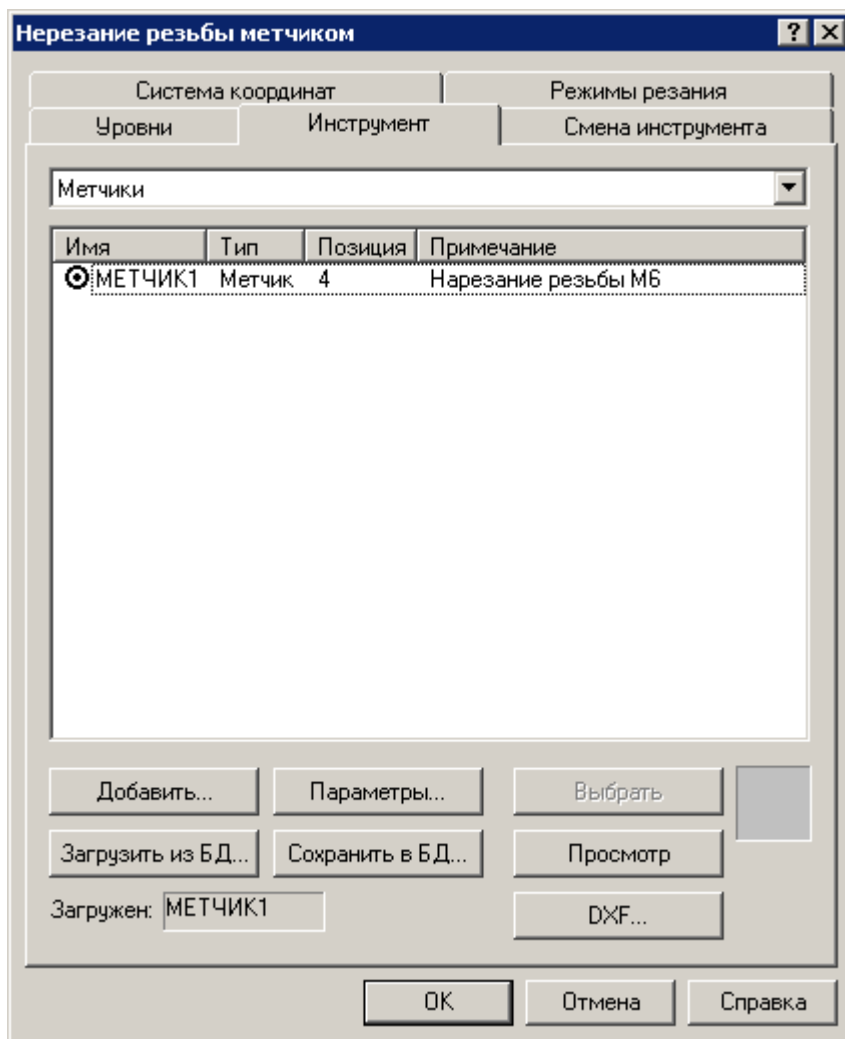 Нерезание резьбы метчиком
Система координат Режимы резания
Уровни Инструмент Смена инструмента
Метчики
Имя Тип Позиция Примечание
МЕТЧИК1 Метчик 4 Нарезание резьбы М6
Добавить... Параметры... Выбрать
Загрузить из БД... Сохранить в БД... Просмотр
Загружен: МЕТЧИК1 DXF...
OK Отмена Справка